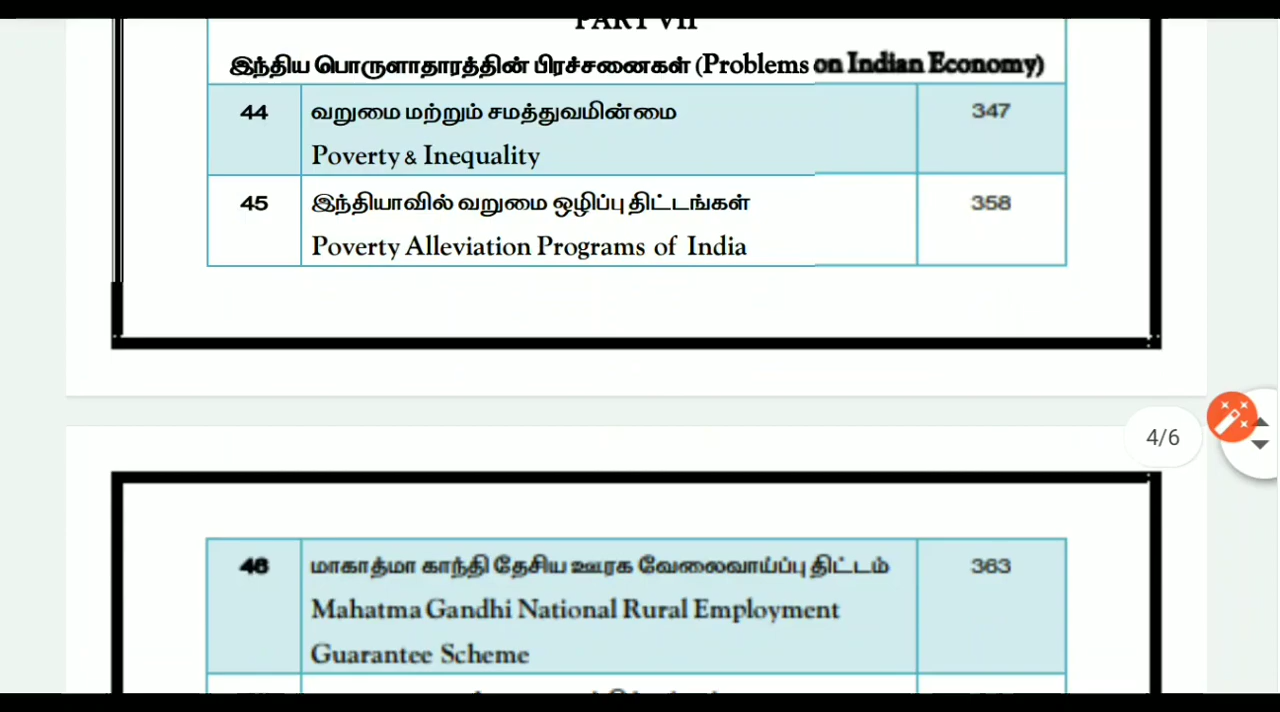 PART VII
இந்திய பொருளாதாரத்தின் பிரச்சனைகள் (Problems on Indian Economy)
44 வறுமை மற்றும் சமத்துவமின்மை 347
Poverty & Inequality
45 இந்தியாவில் வறுமை ஒழிப்பு திட்டங்கள் 358
Poverty Alleviation Programs of India
4/6
46 மாகாத்மா காந்தி தேசிய ஊரக வேலைவாய்ப்பு திட்டம் 363
Mahatma Gandhi National Rural Employment
Guarantee Scheme